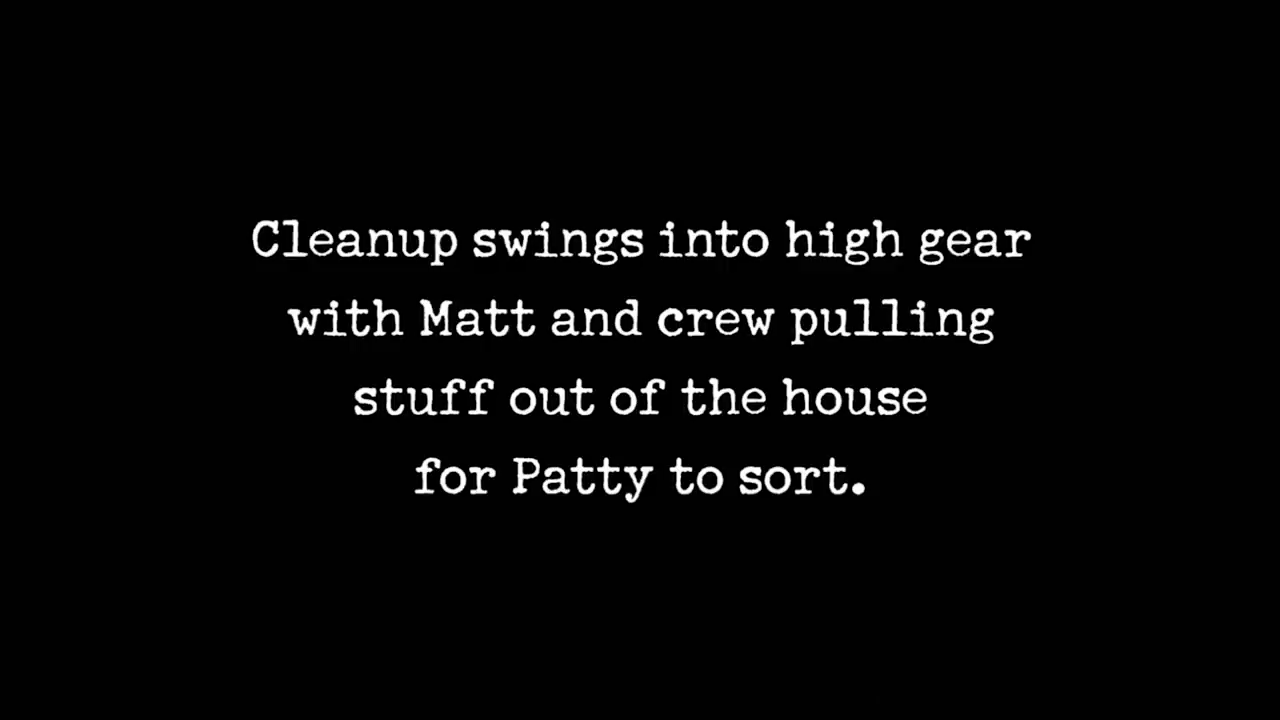 Cleanup swings into high gear
with Matt and crew pulling
stuff out of the house
for Patty to sort.